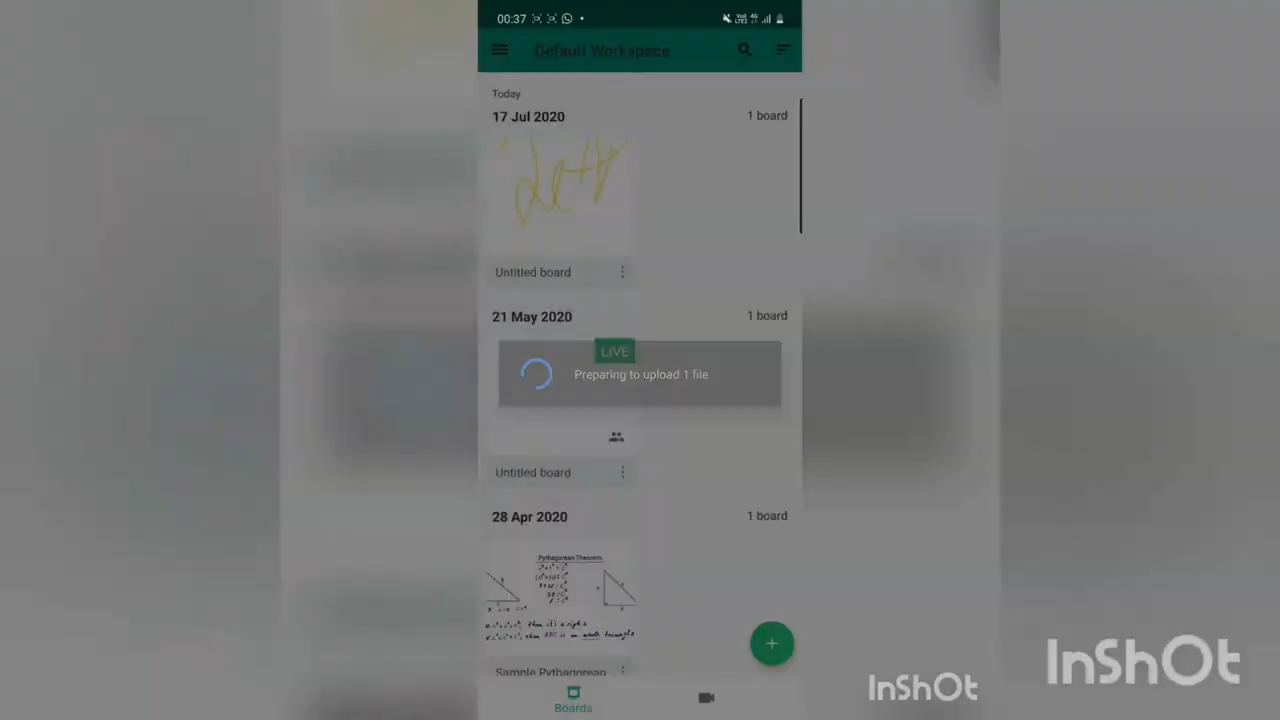 00:37
Default Workspace
Today
17 Jul 2020
1 board
Untitled board
21 May 2020
1 board
LIVE
Preparing to upload 1 file
Untitled board
28 Apr 2020
1 board
Pythagorean Theorem
Sample Pythagorean
Boards
InShOt
InShOt